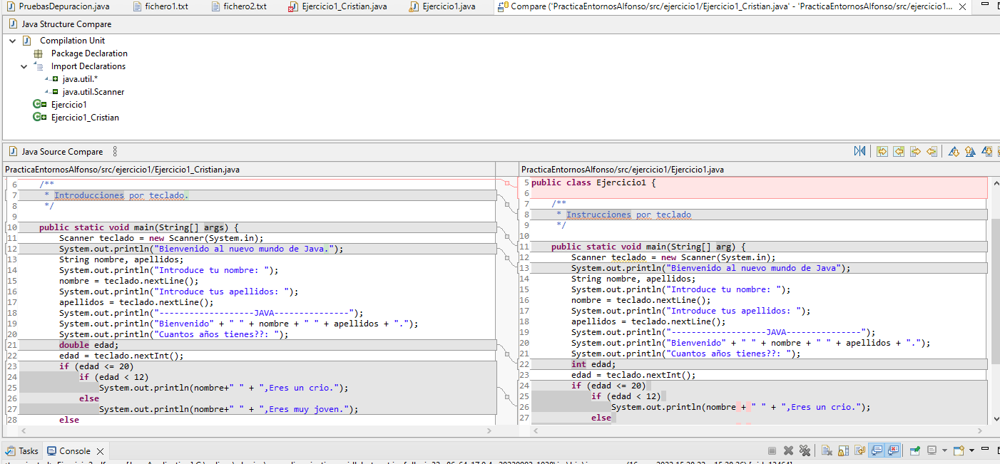 PruebasDepuracion.java fichero1.txt fichero2.txt Ejercicio1_Cristian.java Ejercicio1.java Compare ('PracticaEntornosAlfonso/src/ejercicio1/Ejercicio1_Cristian.java' - 'PracticaEntornosAlfonso/src/ejercicio1...
Java Structure Compare
Compilation Unit
Package Declaration
Import Declarations
java.util.*
java.util.Scanner
Ejercicio1
Ejercicio1_Cristian
Java Source Compare
PracticaEntornosAlfonso/src/ejercicio1/Ejercicio1_Cristian.java
6 /**
7 * Introducciones por teclado.
8 */
9
10 public static void main(String[] args) {
11 Scanner teclado = new Scanner(System.in);
12 System.out.println("Bienvenido al nuevo mundo de Java.");
13 String nombre, apellidos;
14 System.out.println("Introduce tu nombre: ");
15 nombre = teclado.nextLine();
16 System.out.println("Introduce tus apellidos: ");
17 apellidos = teclado.nextLine();
18 System.out.println("-------------------JAVA---------------");
19 System.out.println("Bienvenido" + " " + nombre + " " + apellidos + ".");
20 System.out.println("Cuantos años tienes??: ");
21 double edad;
22 edad = teclado.nextInt();
23 if (edad <= 20)
24 if (edad < 12)
25 System.out.println(nombre+" " + ",Eres un crio.");
26 else
27 System.out.println(nombre+" " + ",Eres muy joven.");
28 else
PracticaEntornosAlfonso/src/ejercicio1/Ejercicio1.java
5 public class Ejercicio1 {
6
7 /**
8 * Instrucciones por teclado
9 */
10
11 public static void main(String[] arg) {
12 Scanner teclado = new Scanner(System.in);
13 System.out.println("Bienvenido al nuevo mundo de Java");
14 String nombre, apellidos;
15 System.out.println("Introduce tu nombre: ");
16 nombre = teclado.nextLine();
17 System.out.println("Introduce tus apellidos: ");
18 apellidos = teclado.nextLine();
19 System.out.println("-------------------JAVA---------------");
20 System.out.println("Bienvenido" + " " + nombre + " " + apellidos + ".");
21 System.out.println("Cuantos años tienes??: ");
22 int edad;
23 edad = teclado.nextInt();
24 if (edad <= 20)
25 if (edad < 12)
26 System.out.println(nombre + " " + ",Eres un crio.");
27 else
Tasks Console